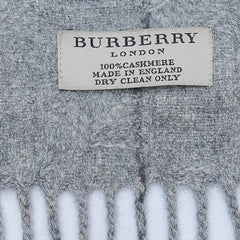 BURBERRY
LONDON
100%CASHMERE
MADE IN ENGLAND
DRY CLEAN ONLY